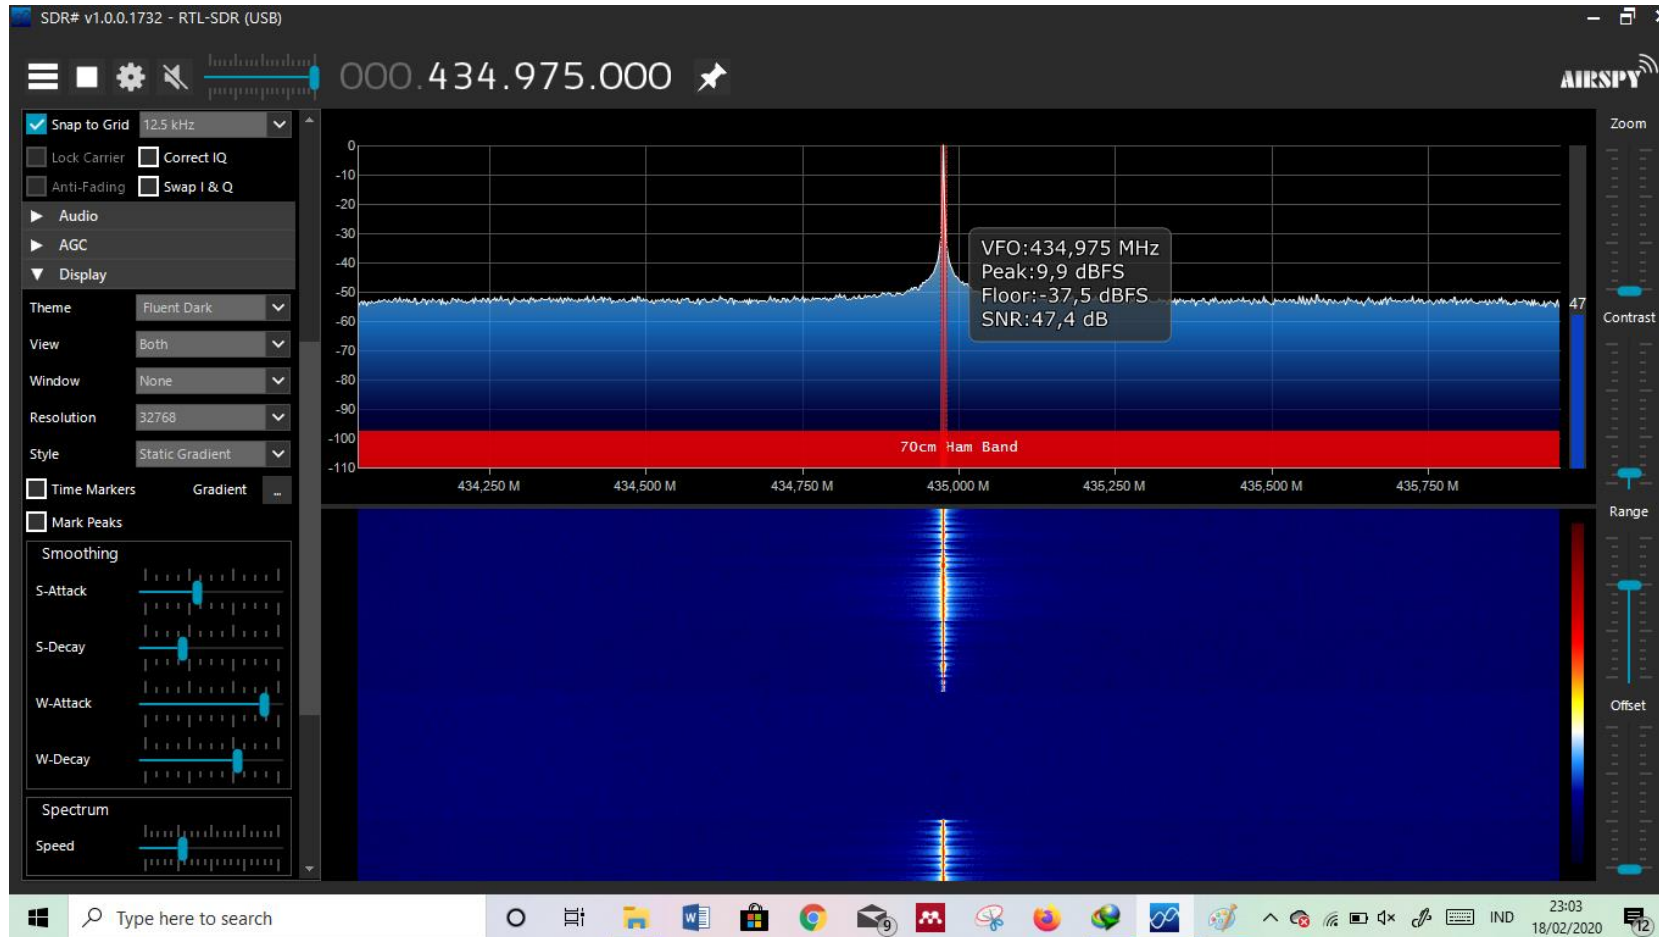 SDR# v1.0.0.1732 - RTL-SDR (USB)
000.434.975.000
AIRSPY
Snap to Grid 12.5 kHz
Lock Carrier Correct IQ
Anti-Fading Swap I & Q
Audio
AGC
Display
Theme Fluent Dark
View Both
Window None
Resolution 32768
Style Static Gradient
Time Markers Gradient ...
Mark Peaks
Smoothing
S-Attack
S-Decay
W-Attack
W-Decay
Spectrum
Speed
0
-10
-20
-30
-40
-50
-60
-70
-80
-90
-100
-110
VFO:434,975 MHz
Peak:9,9 dBFS
Floor:-37,5 dBFS
SNR:47,4 dB
70cm Ham Band
434,250 M 434,500 M 434,750 M 435,000 M 435,250 M 435,500 M 435,750 M
47
Zoom
Contrast
Range
Offset
Type here to search
9
IND
23:03
18/02/2020
12